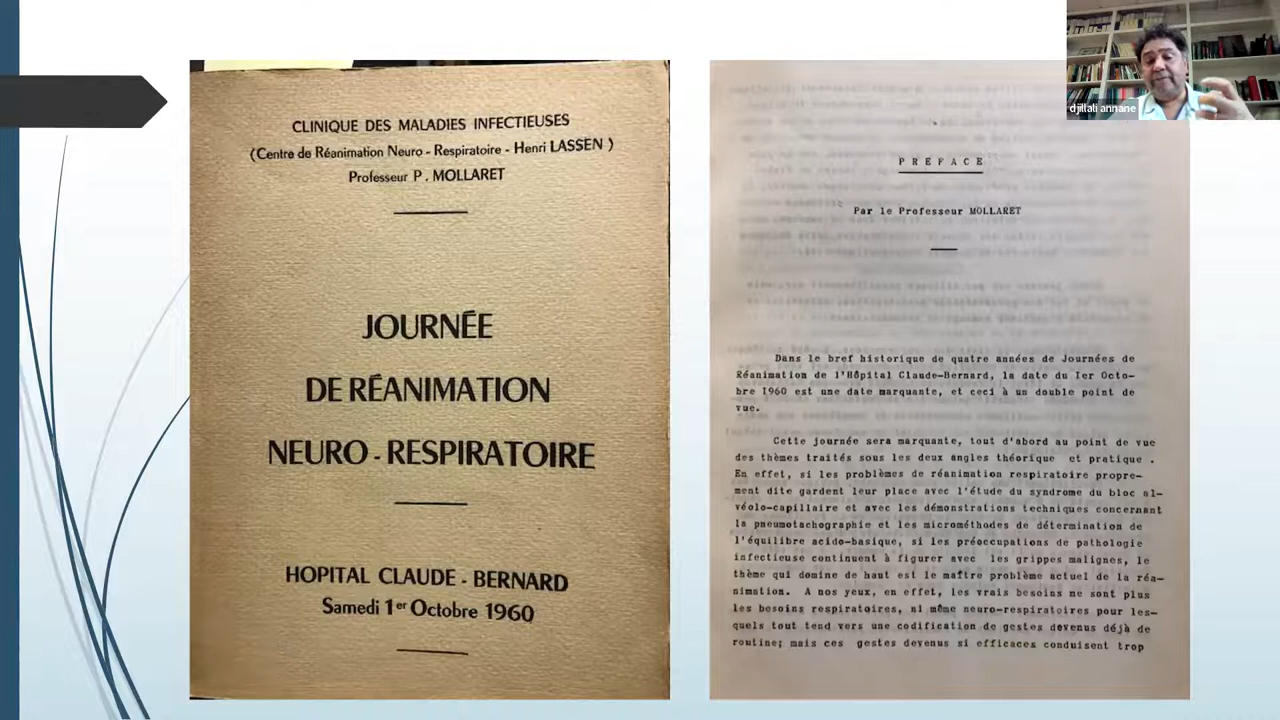 CLINIQUE DES MALADIES INFECTIEUSES
(Centre de Réanimation Neuro - Respiratoire - Henri LASSEN )
Professeur P . MOLLARET
JOURNÉE
DE RÉANIMATION
NEURO - RESPIRATOIRE
HOPITAL CLAUDE - BERNARD
Samedi 1er Octobre 1960
PREFACE
Par le Professeur MOLLARET
Dans le bref historique de quatre années de Journées de
Réanimation de l'Hôpital Claude-Bernard, la date du Ier Octo-
bre I960 est une date marquante, et ceci à un double point de
vue.
Cette journée sera marquante, tout d'abord au point de vue
des thèmes traités sous les deux angles théorique et pratique .
En effet, si les problèmes de réanimation respiratoire propre-
ment dite gardent leur place avec l'étude du syndrome du bloc al-
véolo-capillaire et avec les démonstrations techniques concernant
la pneumotachographie et les microméthodes de détermination de
l'équilibre acido-basique, si les préoccupations de pathologie
infectieuse continuent à figurer avec les grippes malignes, le
thème qui domine de haut est le maître problème actuel de la réa-
nimation. A nos yeux, en effet, les vrais besoins ne sont plus
les besoins respiratoires, ni même neuro-respiratoires pour les-
quels tout tend vers une codification de gestes devenus déjà de
routine; mais ces gestes devenus si efficaces conduisent trop
djillali annane